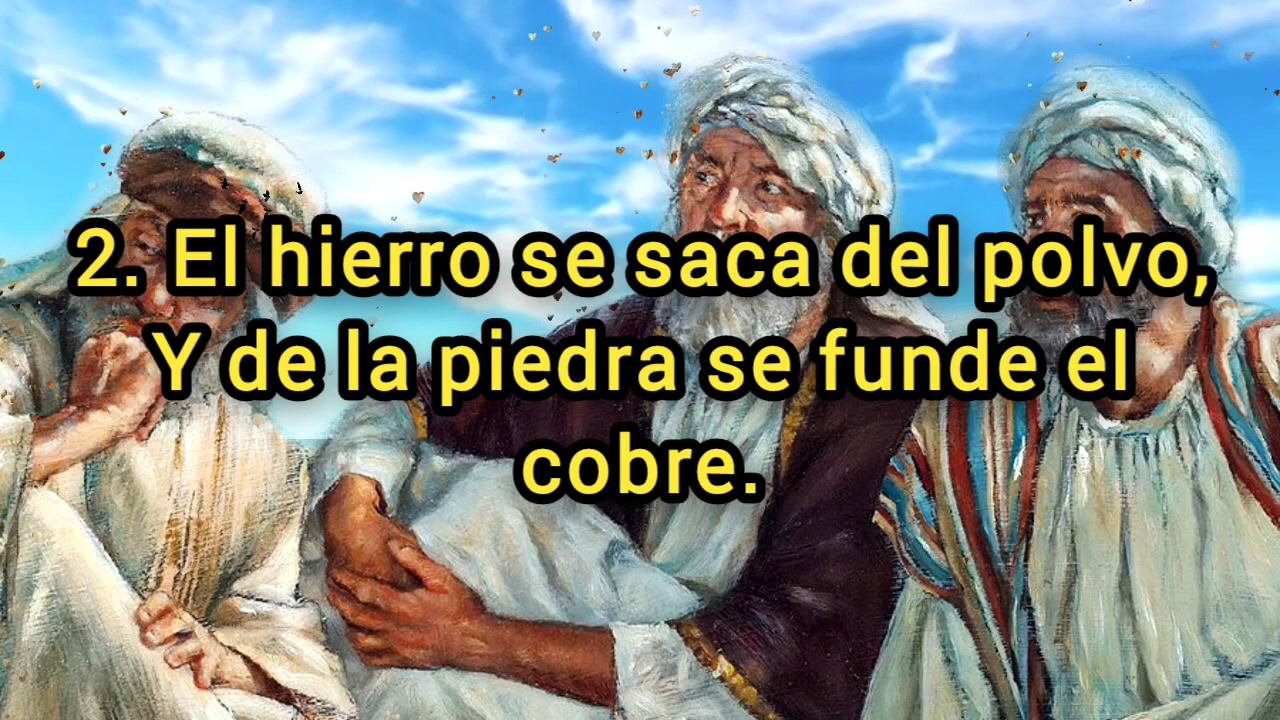 2. El hierro se saca del polvo,
Y de la piedra se funde el
cobre.